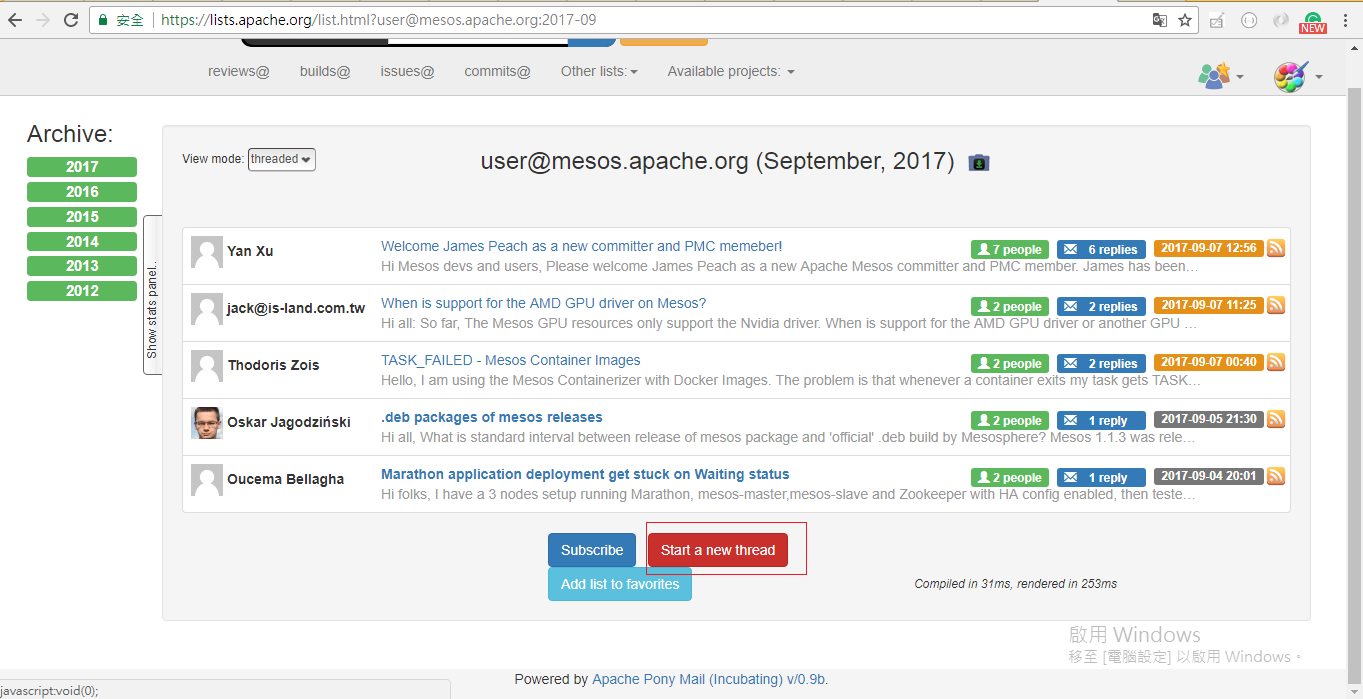 安全 https://lists.apache.org/list.html?user@mesos.apache.org:2017-09
NEW
reviews@ builds@ issues@ commits@ Other lists: Available projects:
Archive:
2017
2016
2015
2014
2013
2012
Show stats panel..
View mode: threaded
user@mesos.apache.org (September, 2017)
Yan Xu Welcome James Peach as a new committer and PMC memeber! 7 people 6 replies 2017-09-07 12:56
Hi Mesos devs and users, Please welcome James Peach as a new Apache Mesos committer and PMC member. James has been…
jack@is-land.com.tw When is support for the AMD GPU driver on Mesos? 2 people 2 replies 2017-09-07 11:25
Hi all: So far, The Mesos GPU resources only support the Nvidia driver. When is support for the AMD GPU driver or another GPU …
Thodoris Zois TASK_FAILED - Mesos Container Images 2 people 2 replies 2017-09-07 00:40
Hello, I am using the Mesos Containerizer with Docker Images. The problem is that whenever a container exits my task gets TASK…
Oskar Jagodziński .deb packages of mesos releases 2 people 1 reply 2017-09-05 21:30
Hi all, What is standard interval between release of mesos package and 'official' .deb build by Mesosphere? Mesos 1.1.3 was rele…
Oucema Bellagha Marathon application deployment get stuck on Waiting status 2 people 1 reply 2017-09-04 20:01
Hi folks, I have a 3 nodes setup running Marathon, mesos-master,mesos-slave and Zookeeper with HA config enabled, then teste…
Subscribe Start a new thread
Add list to favorites
Compiled in 31ms, rendered in 253ms
啟用 Windows
移至 [電腦設定] 以啟用 Windows。
Powered by Apache Pony Mail (Incubating) v/0.9b.
javascript:void(0);